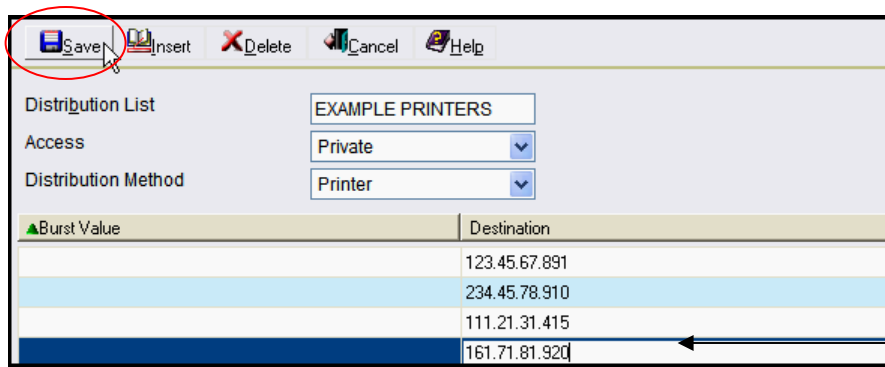 Save Insert Delete Cancel Help
Distribution List EXAMPLE PRINTERS
Access Private
Distribution Method Printer
Burst Value Destination
123.45.67.891
234.45.78.910
111.21.31.415
161.71.81.920